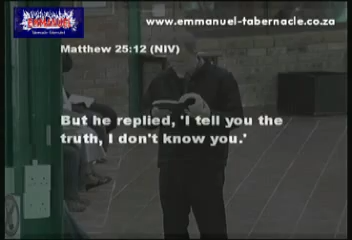 EMMANUEL
www.emmanuel-tabernacle.co.za
Matthew 25:12 (NIV)
But he replied, 'I tell you the
truth, I don't know you.'